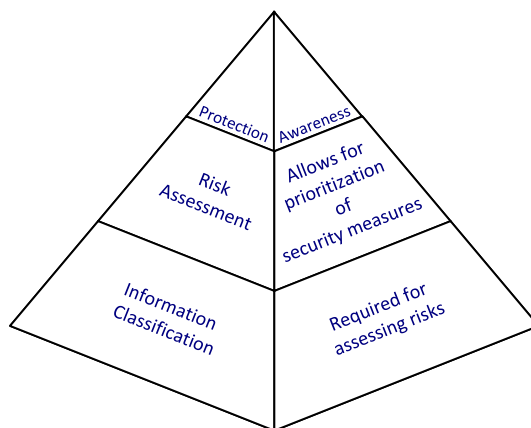 Protection
Awareness
Risk
Assessment
Allows for
prioritization
of
security measures
Information
Classification
Required for
assessing risks